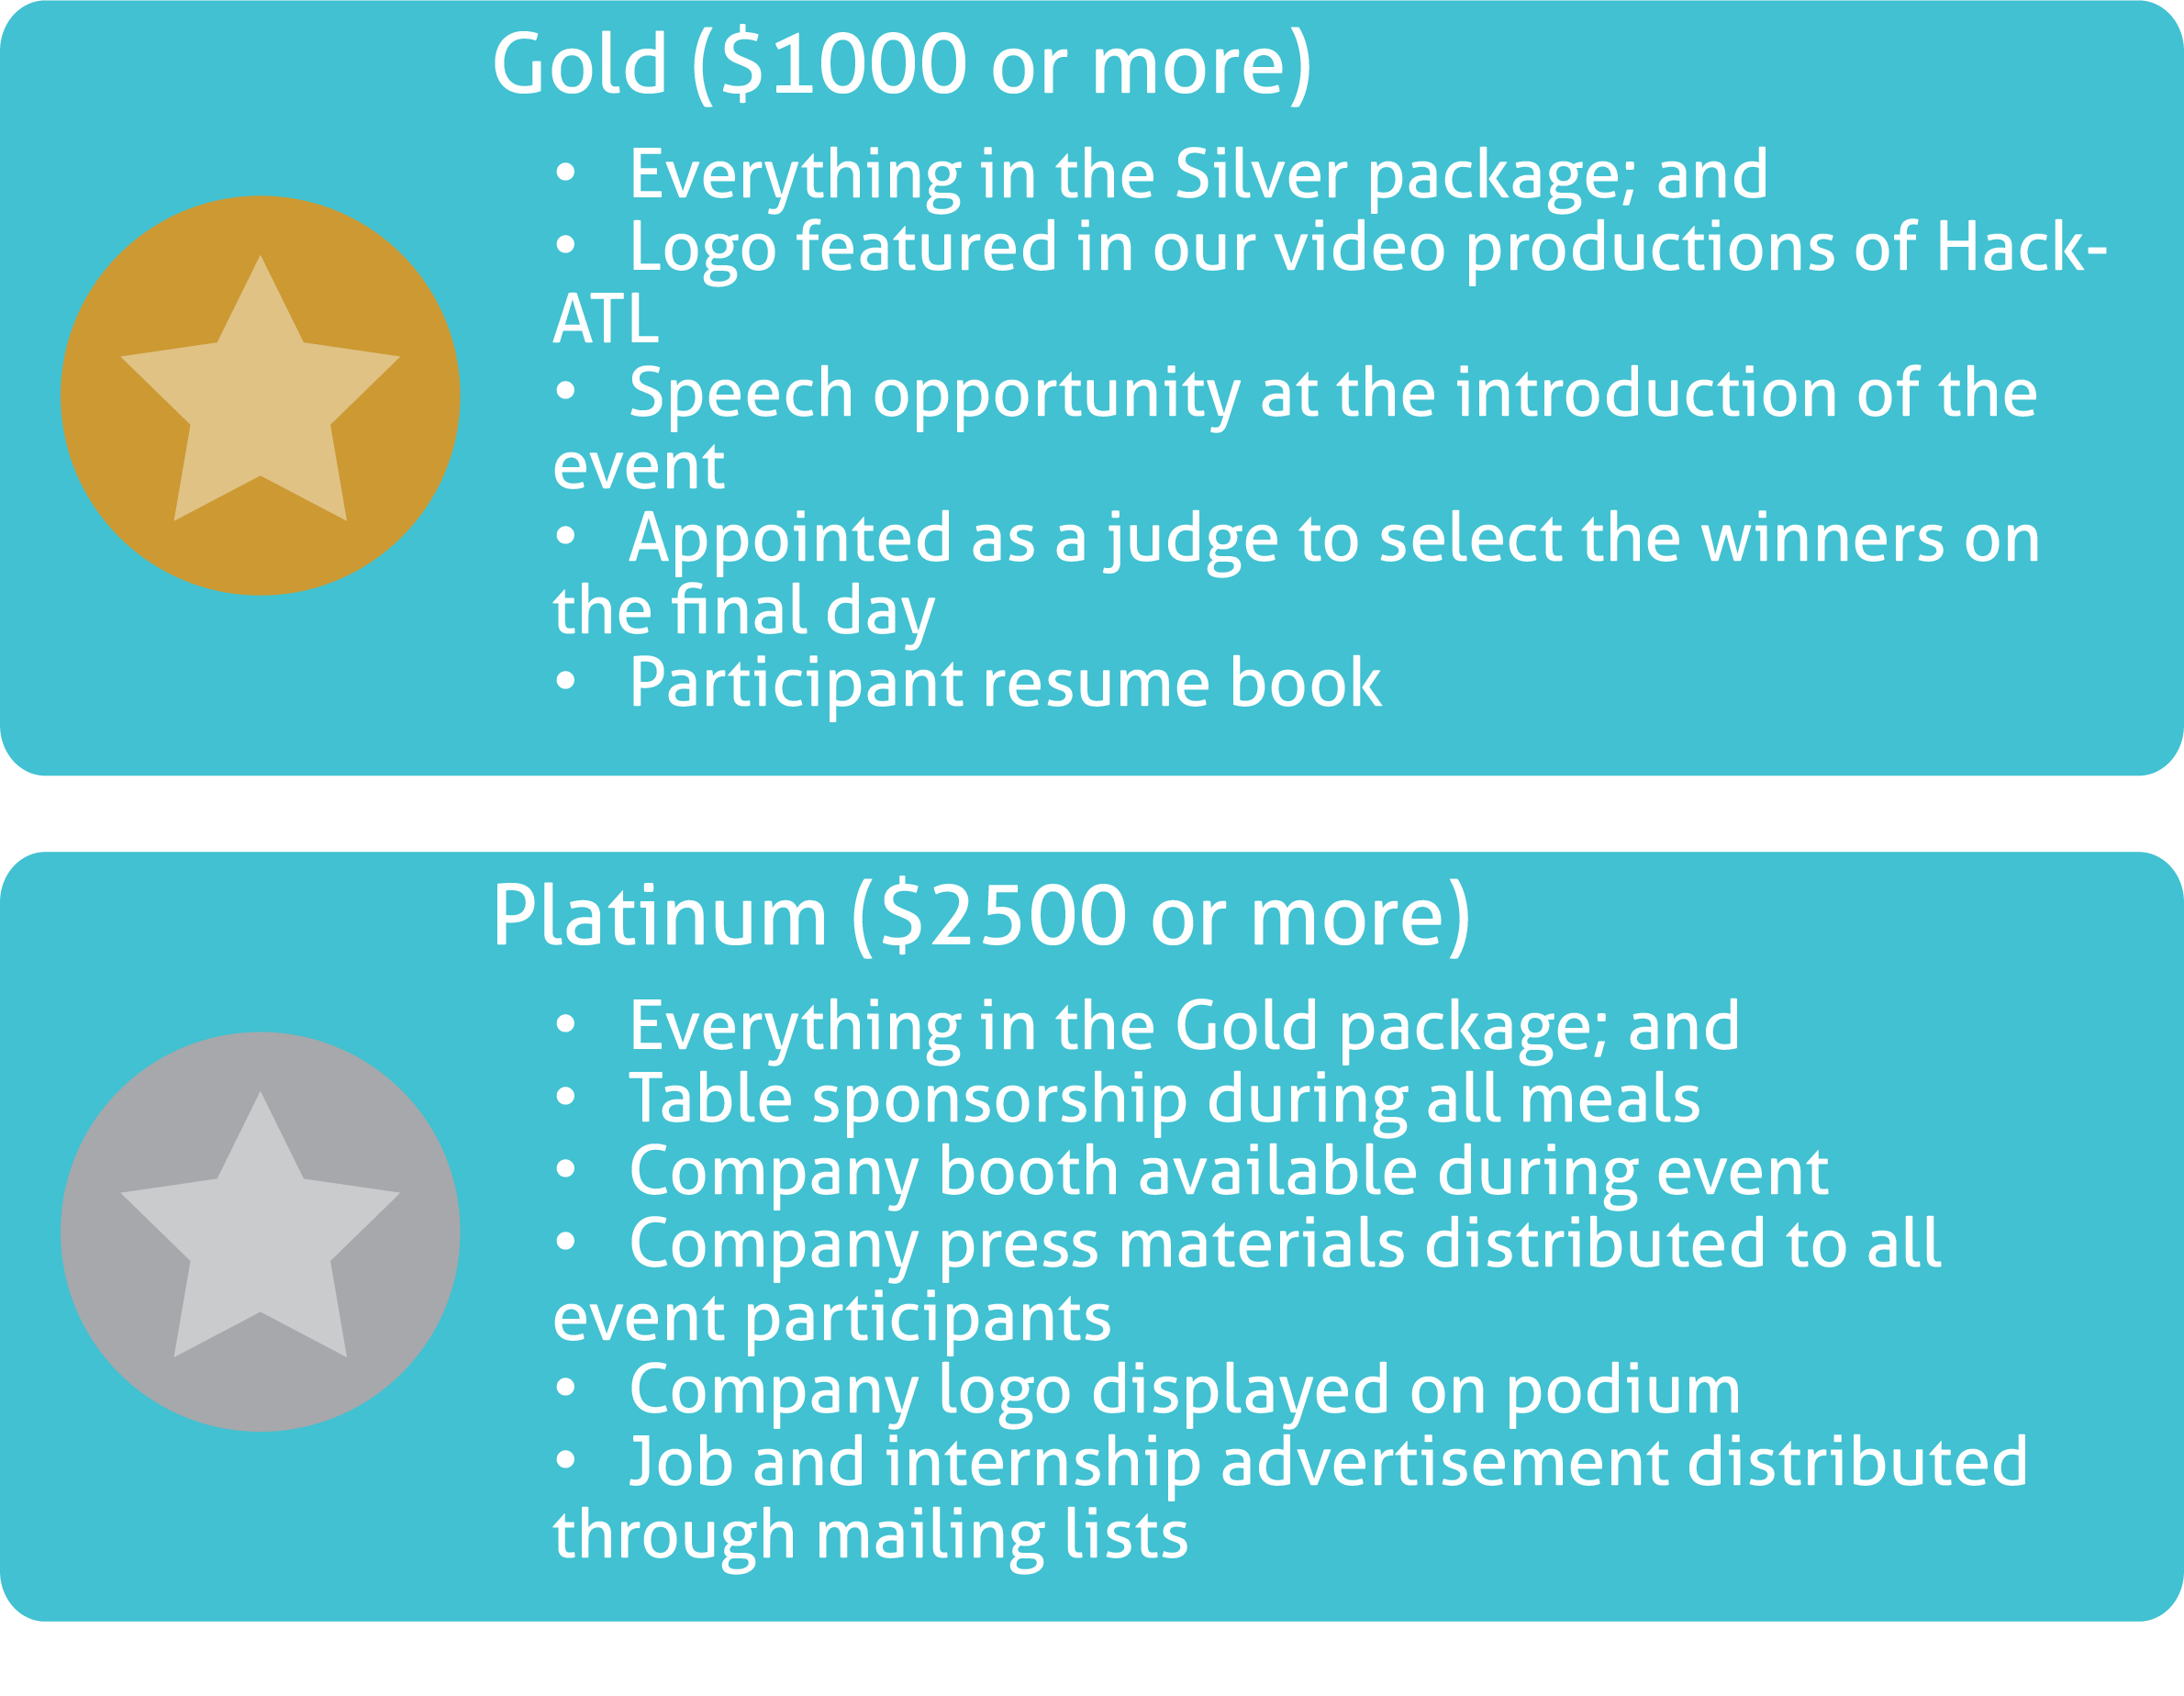 Gold ($1000 or more)
• Everything in the Silver package; and
• Logo featured in our video productions of Hack-
ATL
• Speech opportunity at the introduction of the
event
• Appointed as a judge to select the winners on
the final day
• Participant resume book
Platinum ($2500 or more)
• Everything in the Gold package; and
• Table sponsorship during all meals
• Company booth available during event
• Company press materials distributed to all
event participants
• Company logo displayed on podium
• Job and internship advertisement distributed
through mailing lists